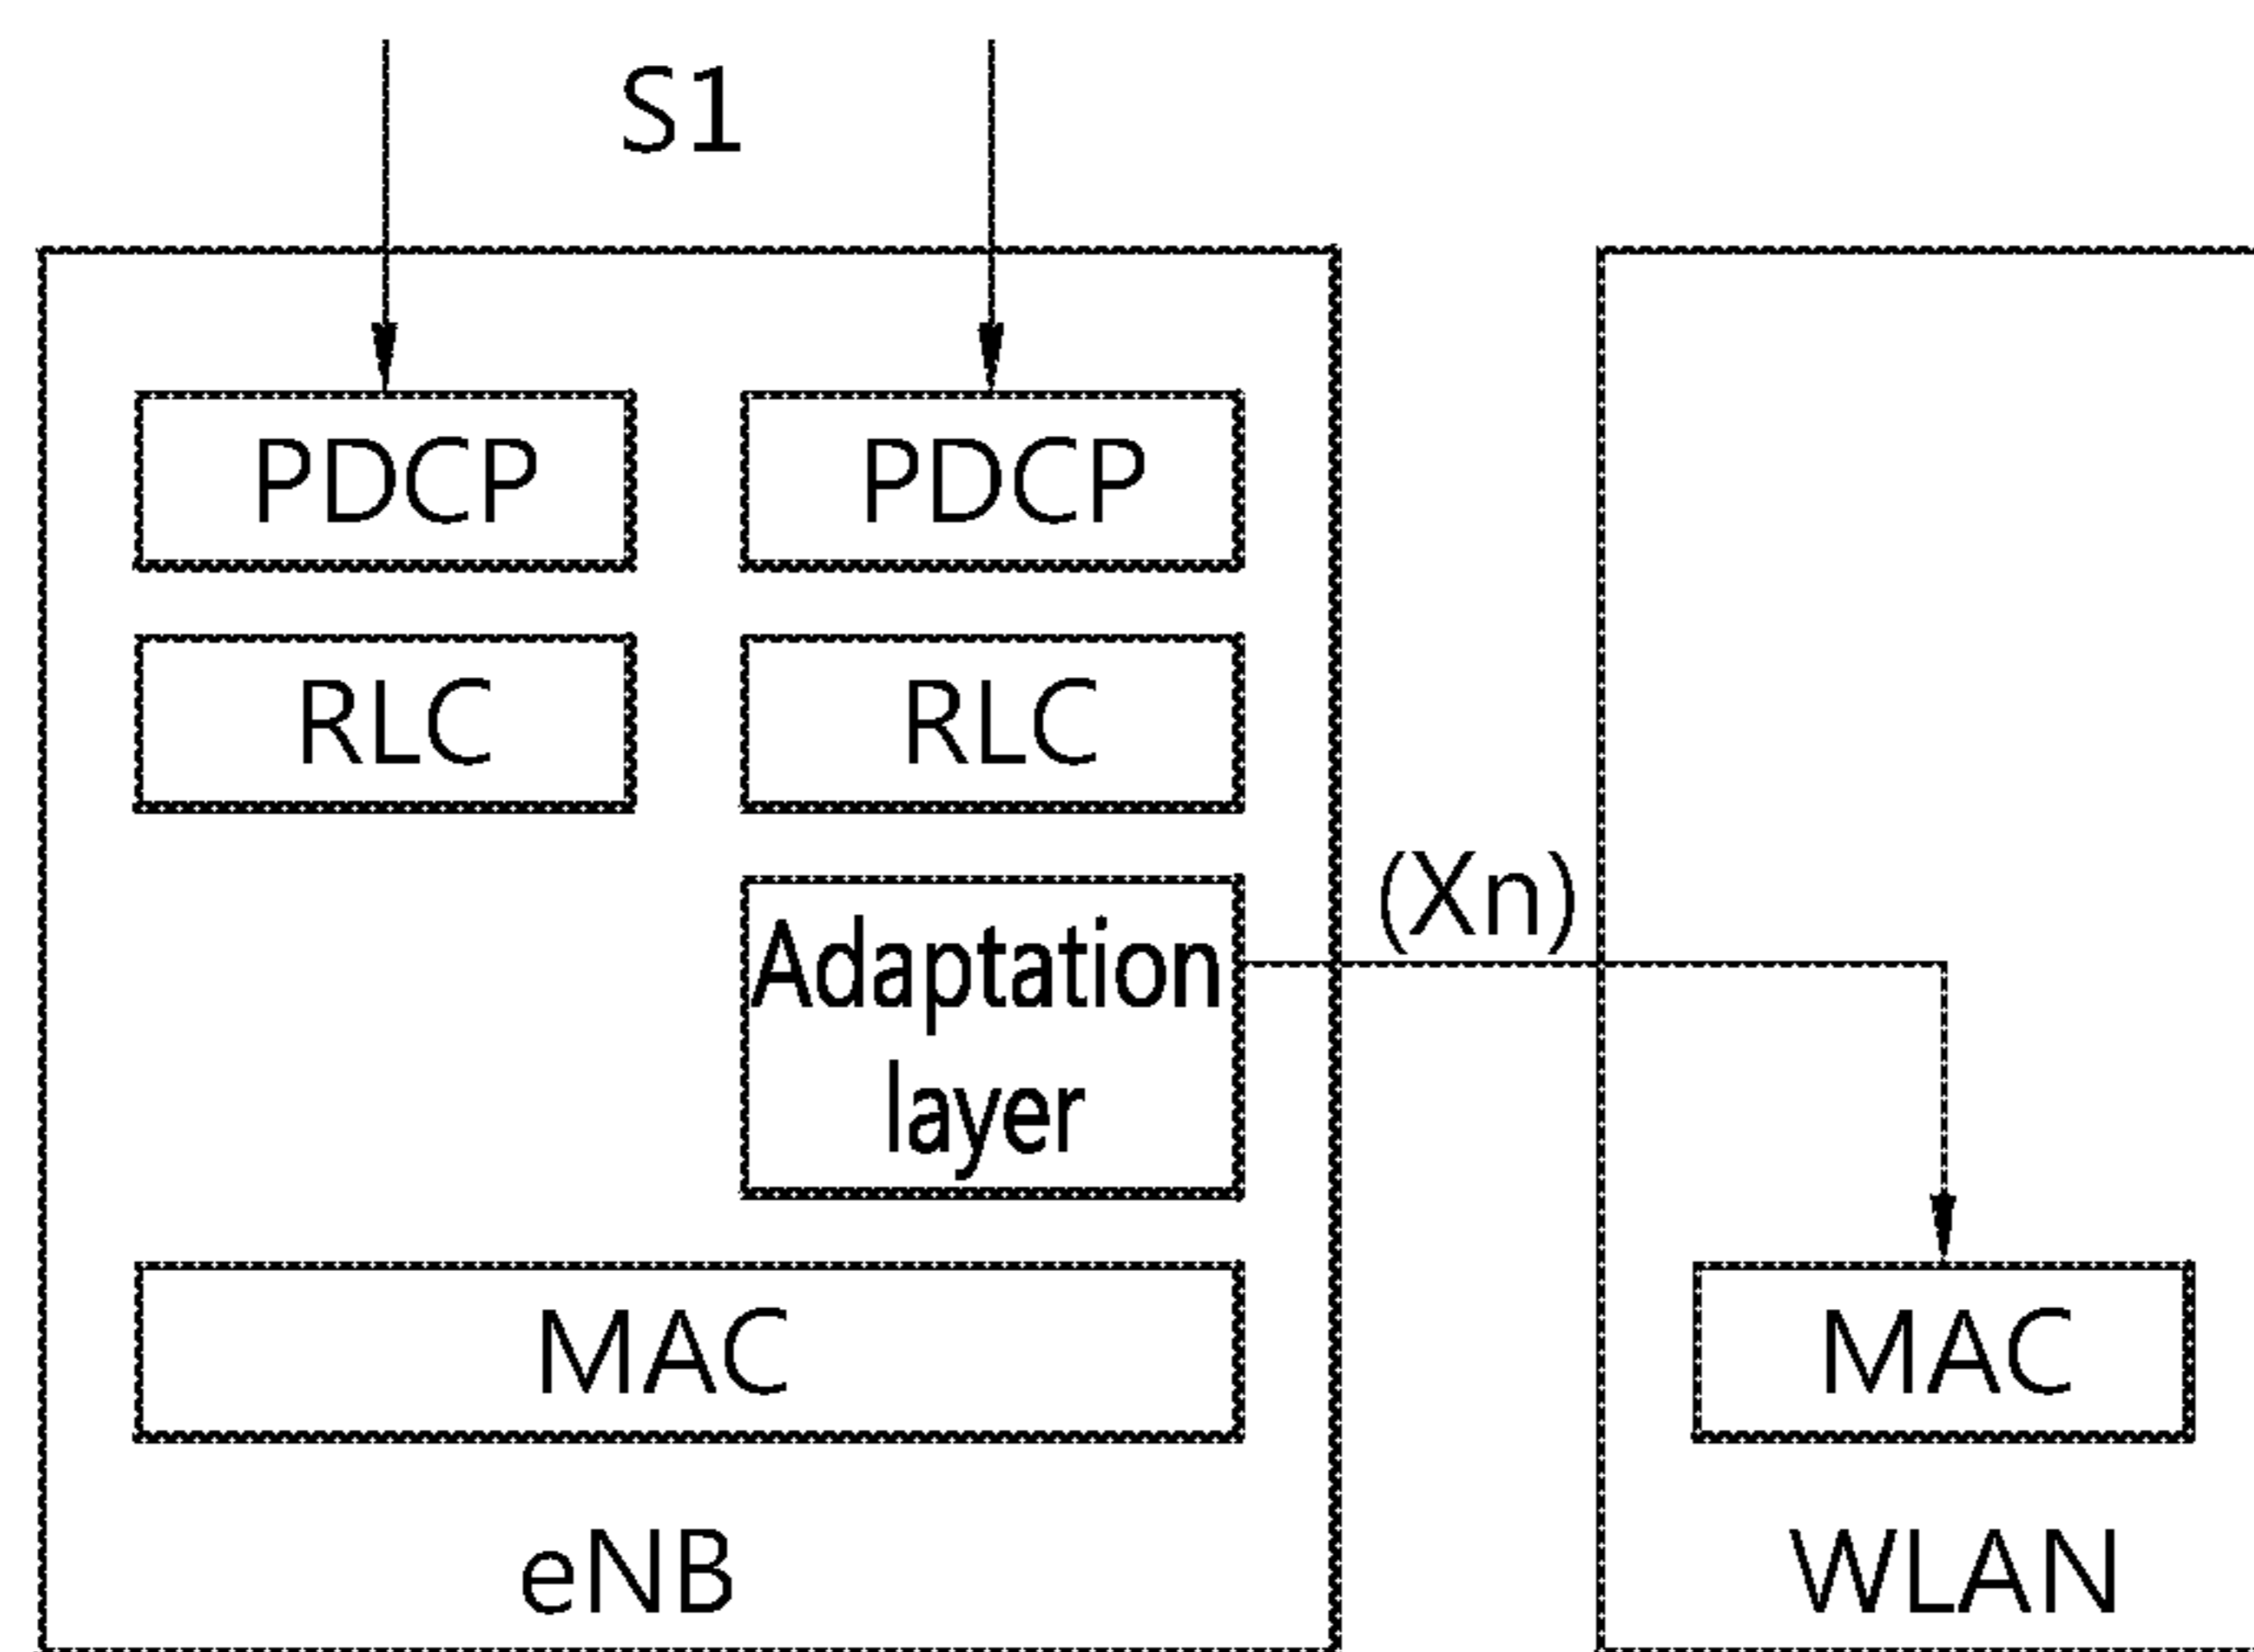 S1
PDCP PDCP
RLC RLC
(Xn)
Adaptation
layer
MAC MAC
eNB WLAN